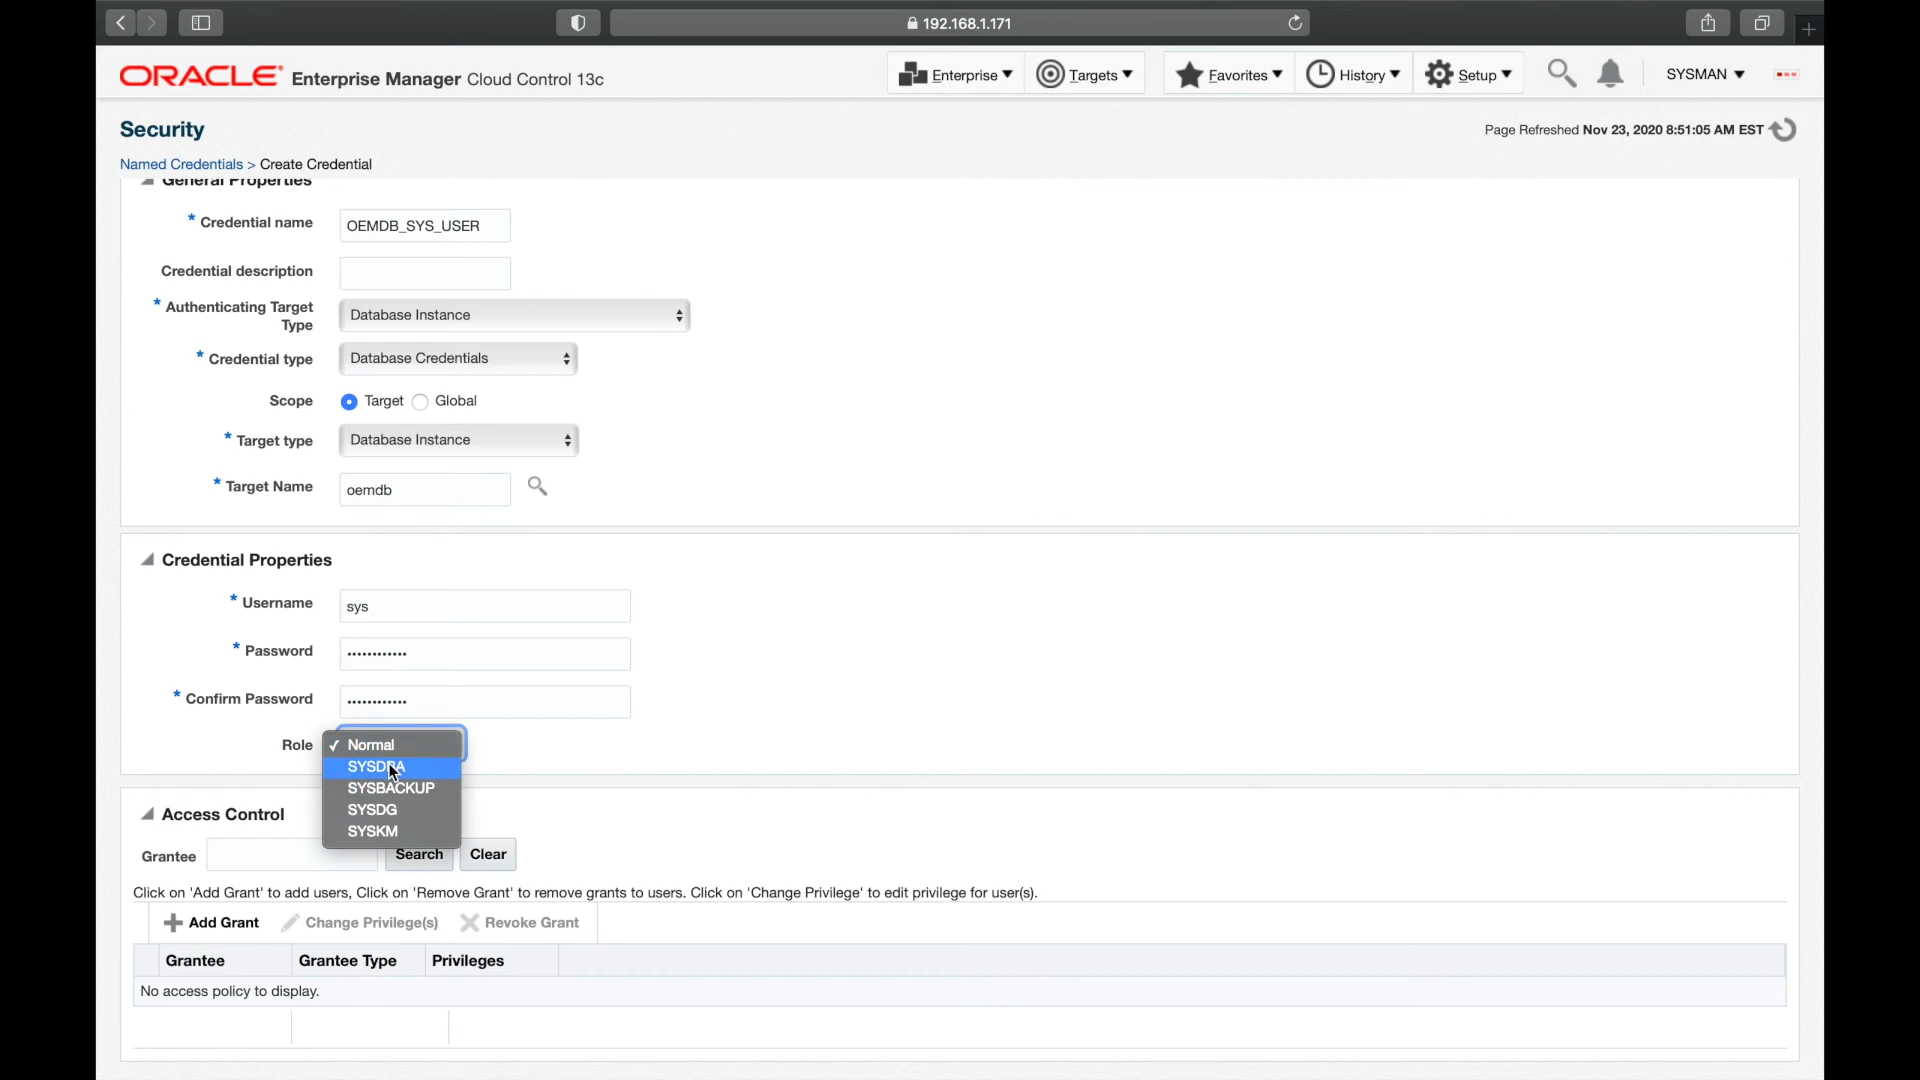 192.168.1.171
ORACLE Enterprise Manager Cloud Control 13c
Enterprise Targets Favorites History Setup SYSMAN
Security
Page Refreshed Nov 23, 2020 8:51:05 AM EST
Named Credentials > Create Credential
General Properties
* Credential name OEMDB_SYS_USER
Credential description
* Authenticating Target
Type Database Instance
* Credential type Database Credentials
Scope Target Global
* Target type Database Instance
* Target Name oemdb
Credential Properties
* Username sys
* Password ••••••••••••
* Confirm Password ••••••••••••
Role ✓ Normal
SYSDBA
SYSBACKUP
SYSDG
SYSKM
Access Control
Grantee Search Clear
Click on 'Add Grant' to add users, Click on 'Remove Grant' to remove grants to users. Click on 'Change Privilege' to edit privilege for user(s).
Add Grant Change Privilege(s) Revoke Grant
Grantee Grantee Type Privileges
No access policy to display.